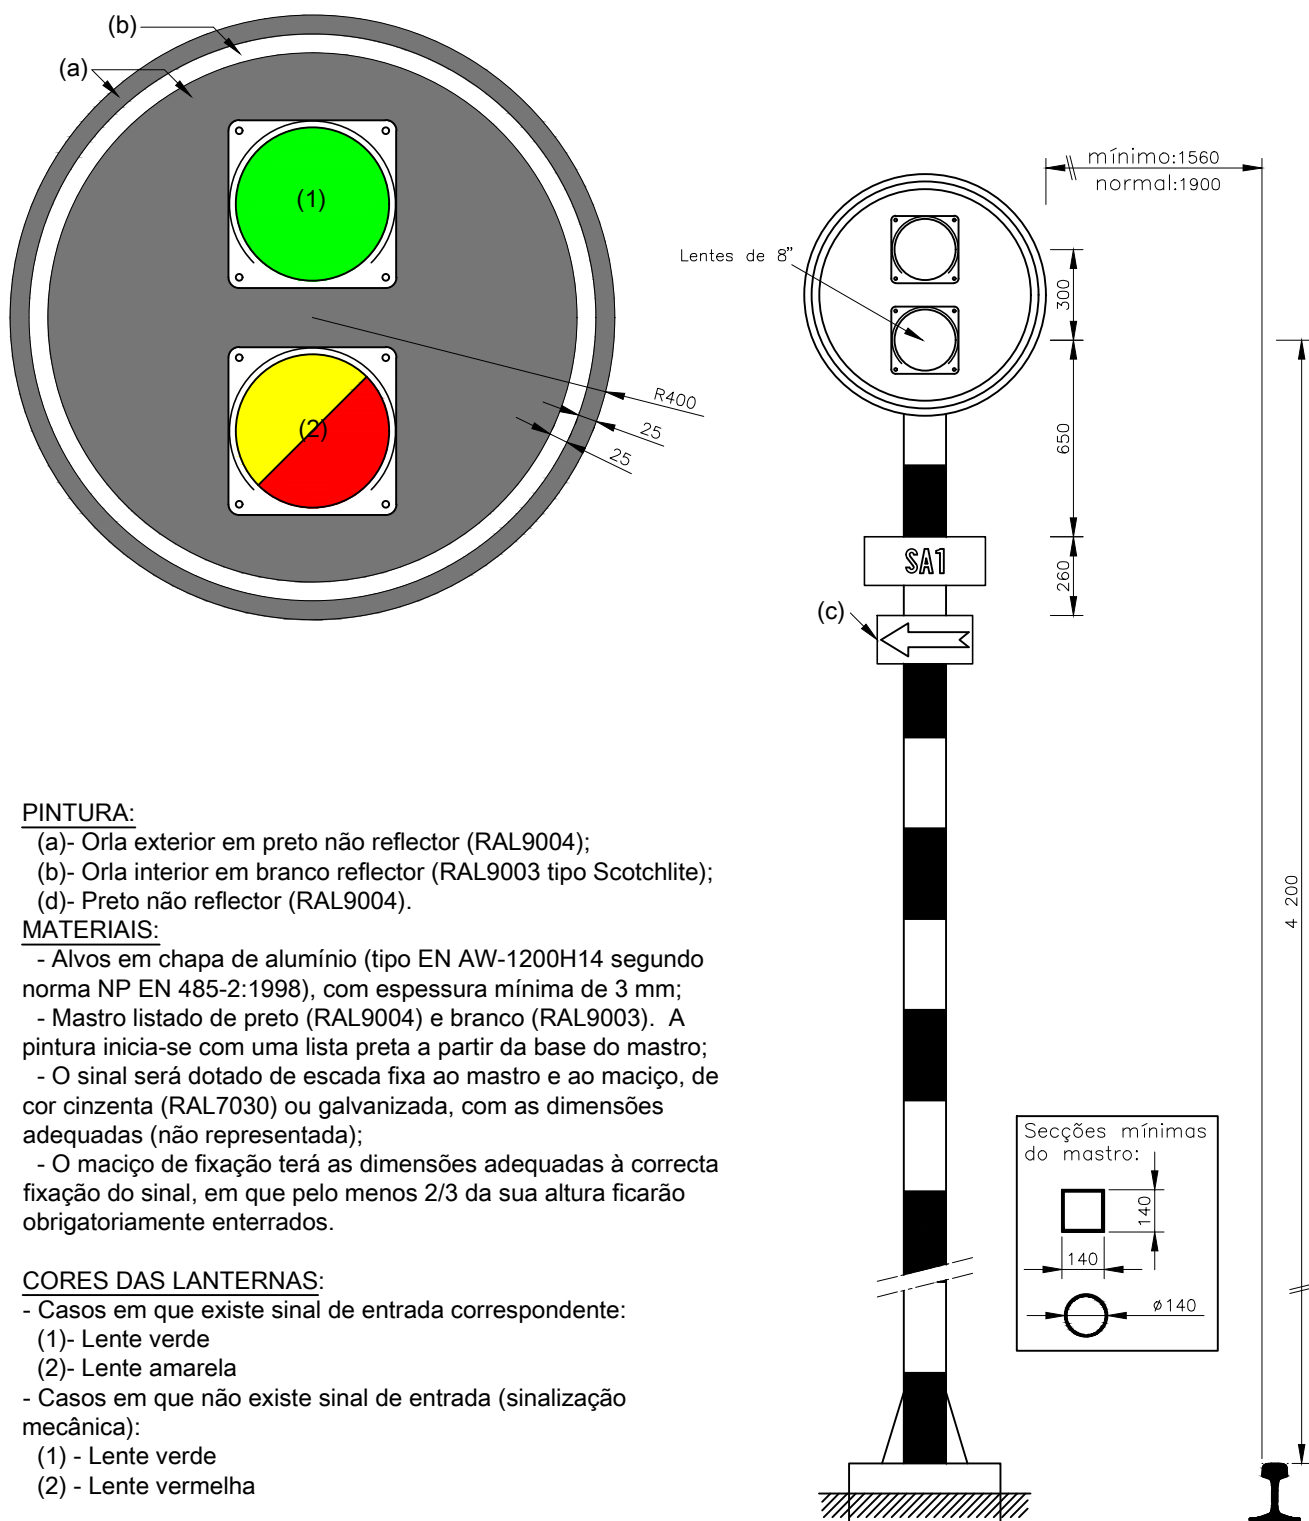 (b)
(a)
(1)
(2)
R400
25
25
mínimo:1560
normal:1900
Lentes de 8”
300
650
260
SA1
(c)
4 200
PINTURA:
(a)- Orla exterior em preto não reflector (RAL9004);
(b)- Orla interior em branco reflector (RAL9003 tipo Scotchlite);
(d)- Preto não reflector (RAL9004).
MATERIAIS:
- Alvos em chapa de alumínio (tipo EN AW-1200H14 segundo
norma NP EN 485-2:1998), com espessura mínima de 3 mm;
- Mastro listado de preto (RAL9004) e branco (RAL9003). A
pintura inicia-se com uma lista preta a partir da base do mastro;
- O sinal será dotado de escada fixa ao mastro e ao maciço, de
cor cinzenta (RAL7030) ou galvanizada, com as dimensões
adequadas (não representada);
- O maciço de fixação terá as dimensões adequadas à correcta
fixação do sinal, em que pelo menos 2/3 da sua altura ficarão
obrigatoriamente enterrados.
CORES DAS LANTERNAS:
- Casos em que existe sinal de entrada correspondente:
(1)- Lente verde
(2)- Lente amarela
- Casos em que não existe sinal de entrada (sinalização
mecânica):
(1) - Lente verde
(2) - Lente vermelha
Secções mínimas
do mastro:
140
140
ø140